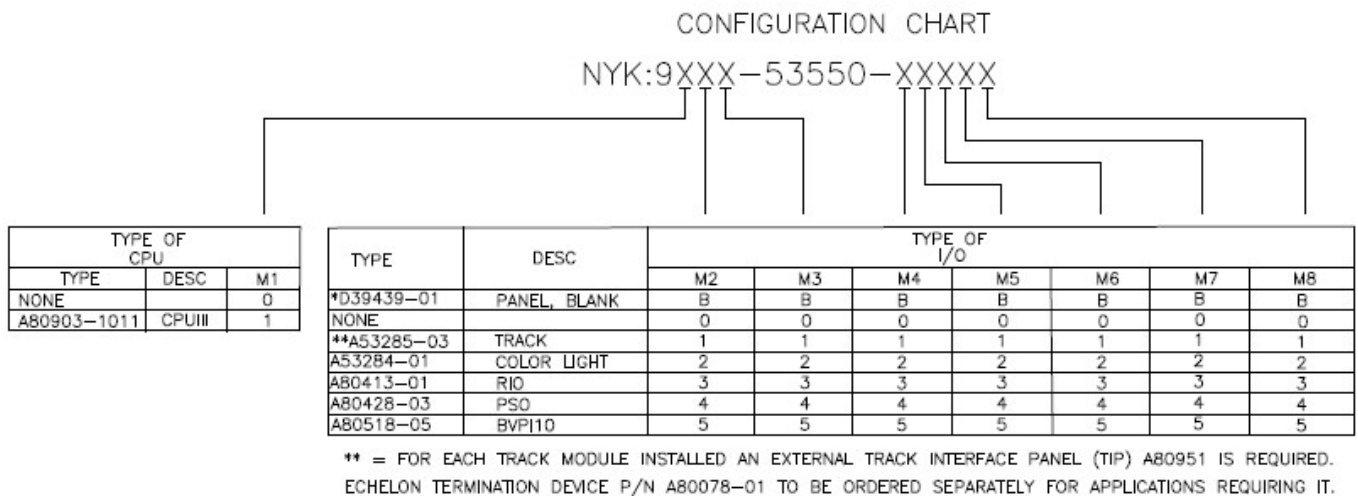 CONFIGURATION CHART
NYK:9XXX-53550-XXXXX
TYPE OF
CPU
TYPE DESC M1
NONE 0
A80903-1011 CPUIII 1
TYPE DESC TYPE OF
I/O
M2 M3 M4 M5 M6 M7 M8
*D39439-01 PANEL, BLANK B B B B B B B
NONE 0 0 0 0 0 0 0
**A53285-03 TRACK 1 1 1 1 1 1 1
A53284-01 COLOR LIGHT 2 2 2 2 2 2 2
A80413-01 RIO 3 3 3 3 3 3 3
A80428-03 PSO 4 4 4 4 4 4 4
A80518-05 BVPI10 5 5 5 5 5 5 5
** = FOR EACH TRACK MODULE INSTALLED AN EXTERNAL TRACK INTERFACE PANEL (TIP) A80951 IS REQUIRED.
ECHELON TERMINATION DEVICE P/N A80078-01 TO BE ORDERED SEPARATELY FOR APPLICATIONS REQUIRING IT.